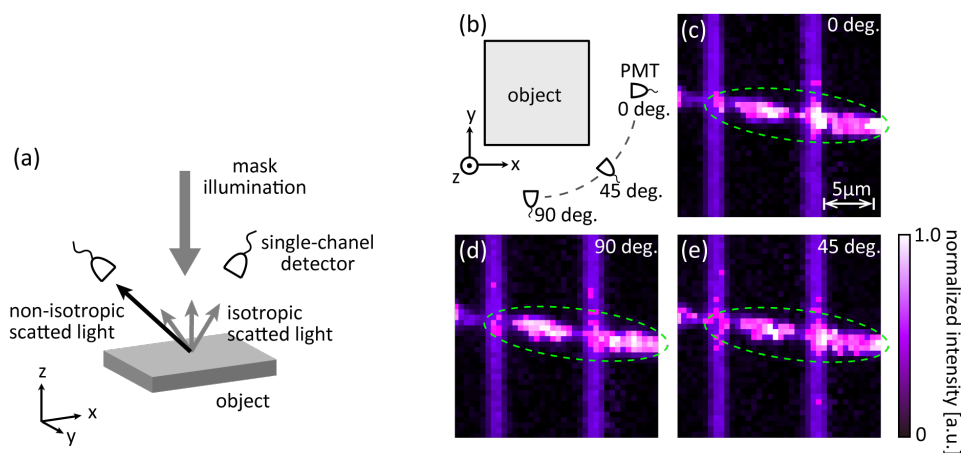 (a)
mask
illumination
single-chanel
detector
non-isotropic
scatted light
isotropic
scatted light
object
z
x
y
(b)
object
PMT
0 deg.
45 deg.
90 deg.
y
z
x
(c)
0 deg.
5μm
(d)
90 deg.
(e)
45 deg.
1.0
0
normalized intensity [a.u.]